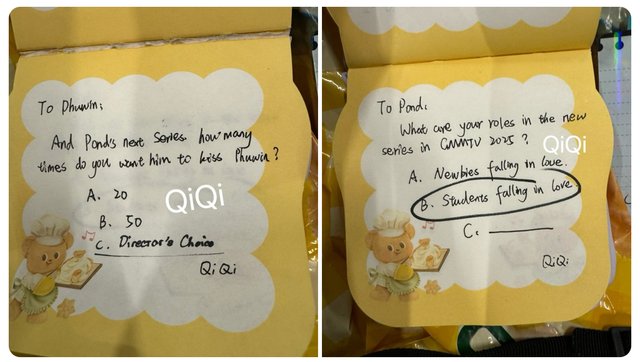 To Phuwin:
And Pond's next Series how many
times do you want him to kiss Phuwin?
A. 20
B. 50
QiQi
C. Director's Choice
QiQi
To Pond:
What are your roles in the new
series in GMMTV 2025?
QiQi
A. Newbies falling in love.
B. Students falling in love.
C. ______
QiQi